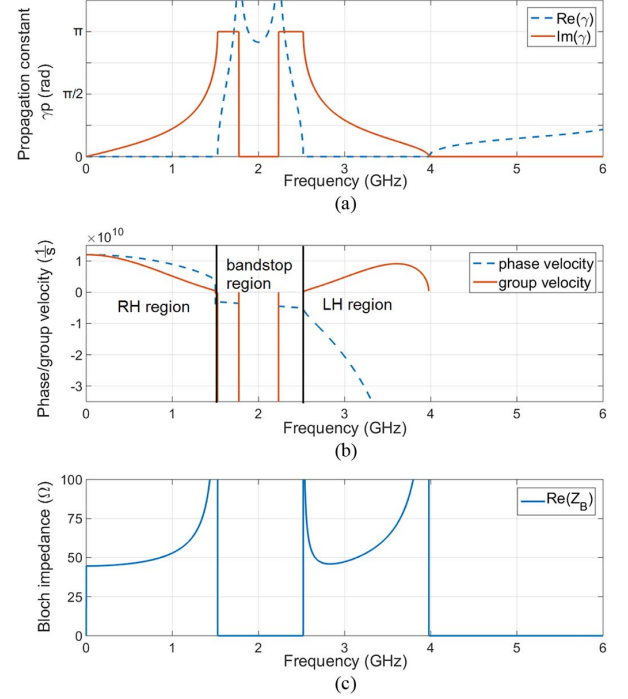 Propagation constant
γp (rad)
π
π/2
0
0 1 2 3 4 5 6
Frequency (GHz)
Re(γ)
Im(γ)
(a)
Phase/group velocity (1/s)
×10^10
1
0
-1
-2
-3
0 1 2 3 4 5 6
Frequency (GHz)
bandstop
region
RH region
LH region
phase velocity
group velocity
(b)
Bloch impedance (Ω)
100
75
50
25
0
0 1 2 3 4 5 6
Frequency (GHz)
Re(Z_B)
(c)